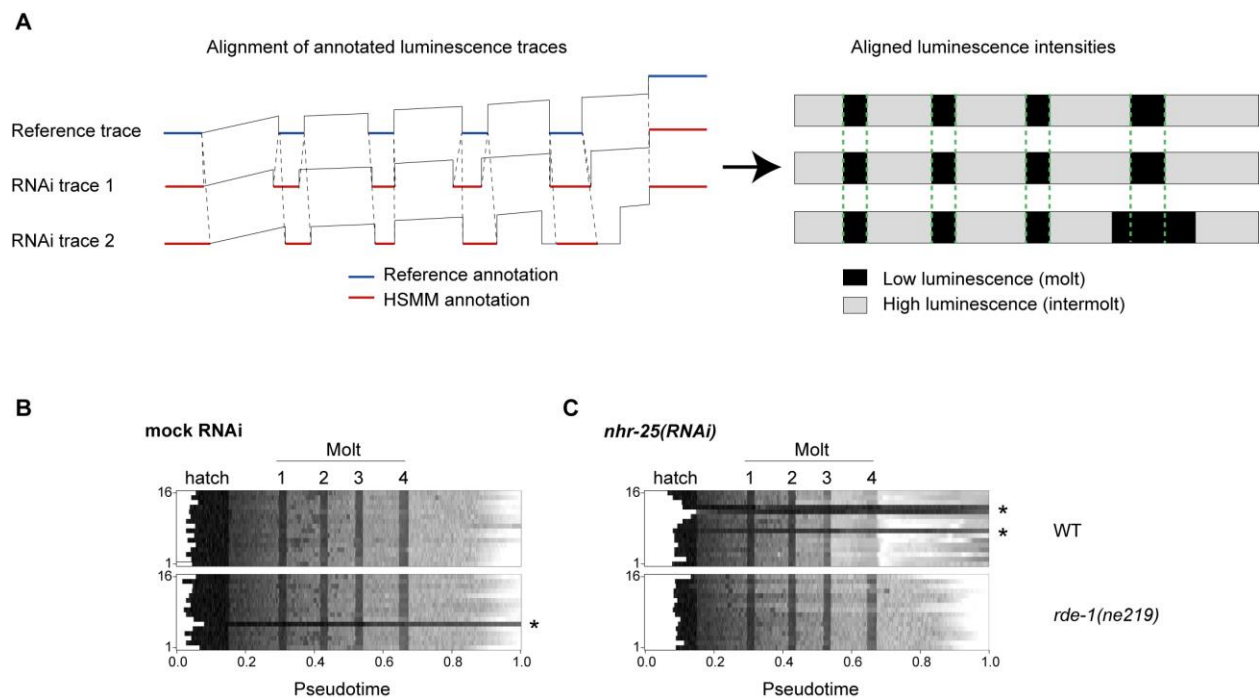 A
Alignment of annotated luminescence traces
Aligned luminescence intensities
Reference trace
RNAi trace 1
RNAi trace 2
Reference annotation
HSMM annotation
Low luminescence (molt)
High luminescence (intermolt)
B
mock RNAi
Molt
hatch 1 2 3 4
16
1
16
*
1
0.0 0.2 0.4 0.6 0.8 1.0
Pseudotime
C
nhr-25(RNAi)
Molt
hatch 1 2 3 4
16
*
* WT
1
16
rde-1(ne219)
1
0.0 0.2 0.4 0.6 0.8 1.0
Pseudotime